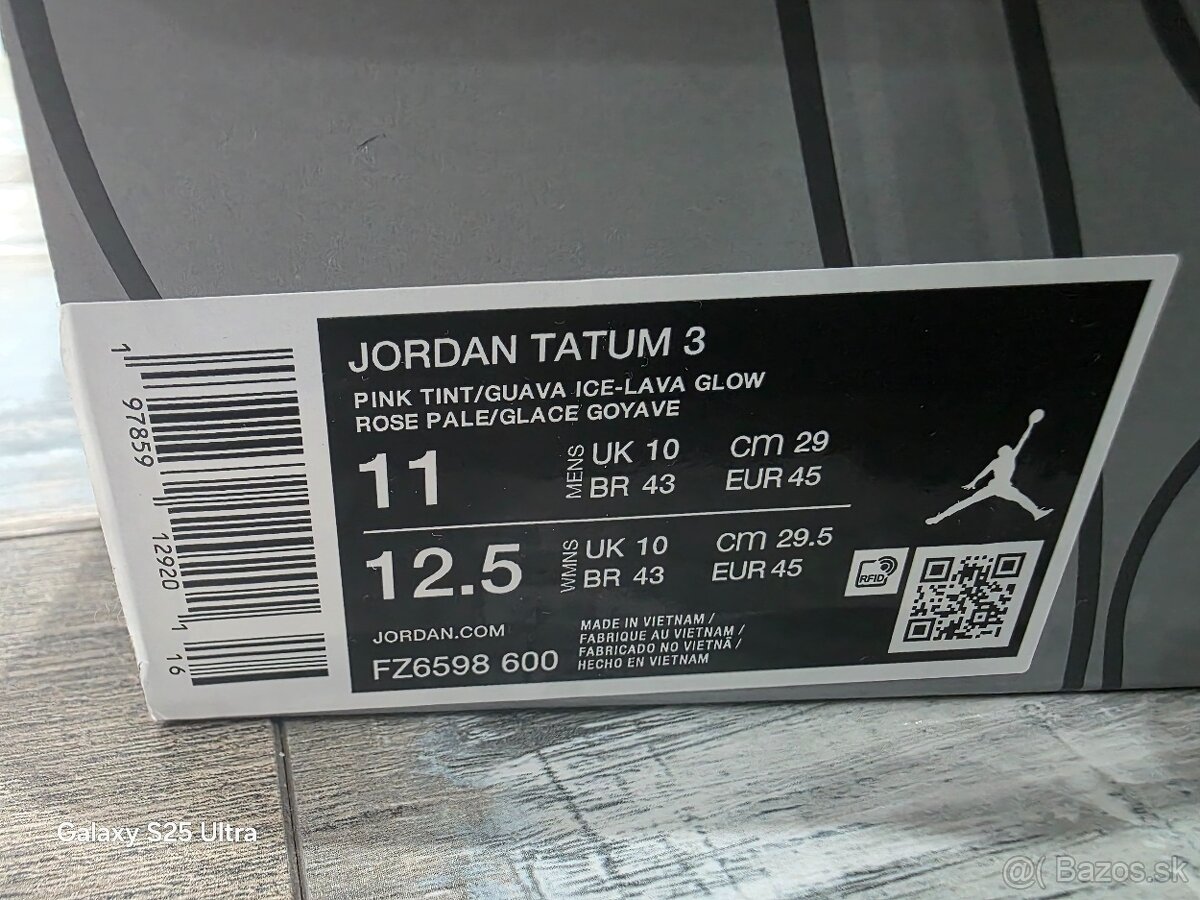 1 97859 12920 1 16
JORDAN TATUM 3
PINK TINT/GUAVA ICE-LAVA GLOW
ROSE PALE/GLACE GOYAVE
11 MENS UK 10 CM 29
BR 43 EUR 45
12.5 WMNS UK 10 CM 29.5
BR 43 EUR 45
RFID
JORDAN.COM
FZ6598 600
MADE IN VIETNAM /
FABRIQUE AU VIETNAM /
FABRICADO NO VIETNÃ /
HECHO EN VIETNAM
Galaxy S25 Ultra
@( Bazos.sk